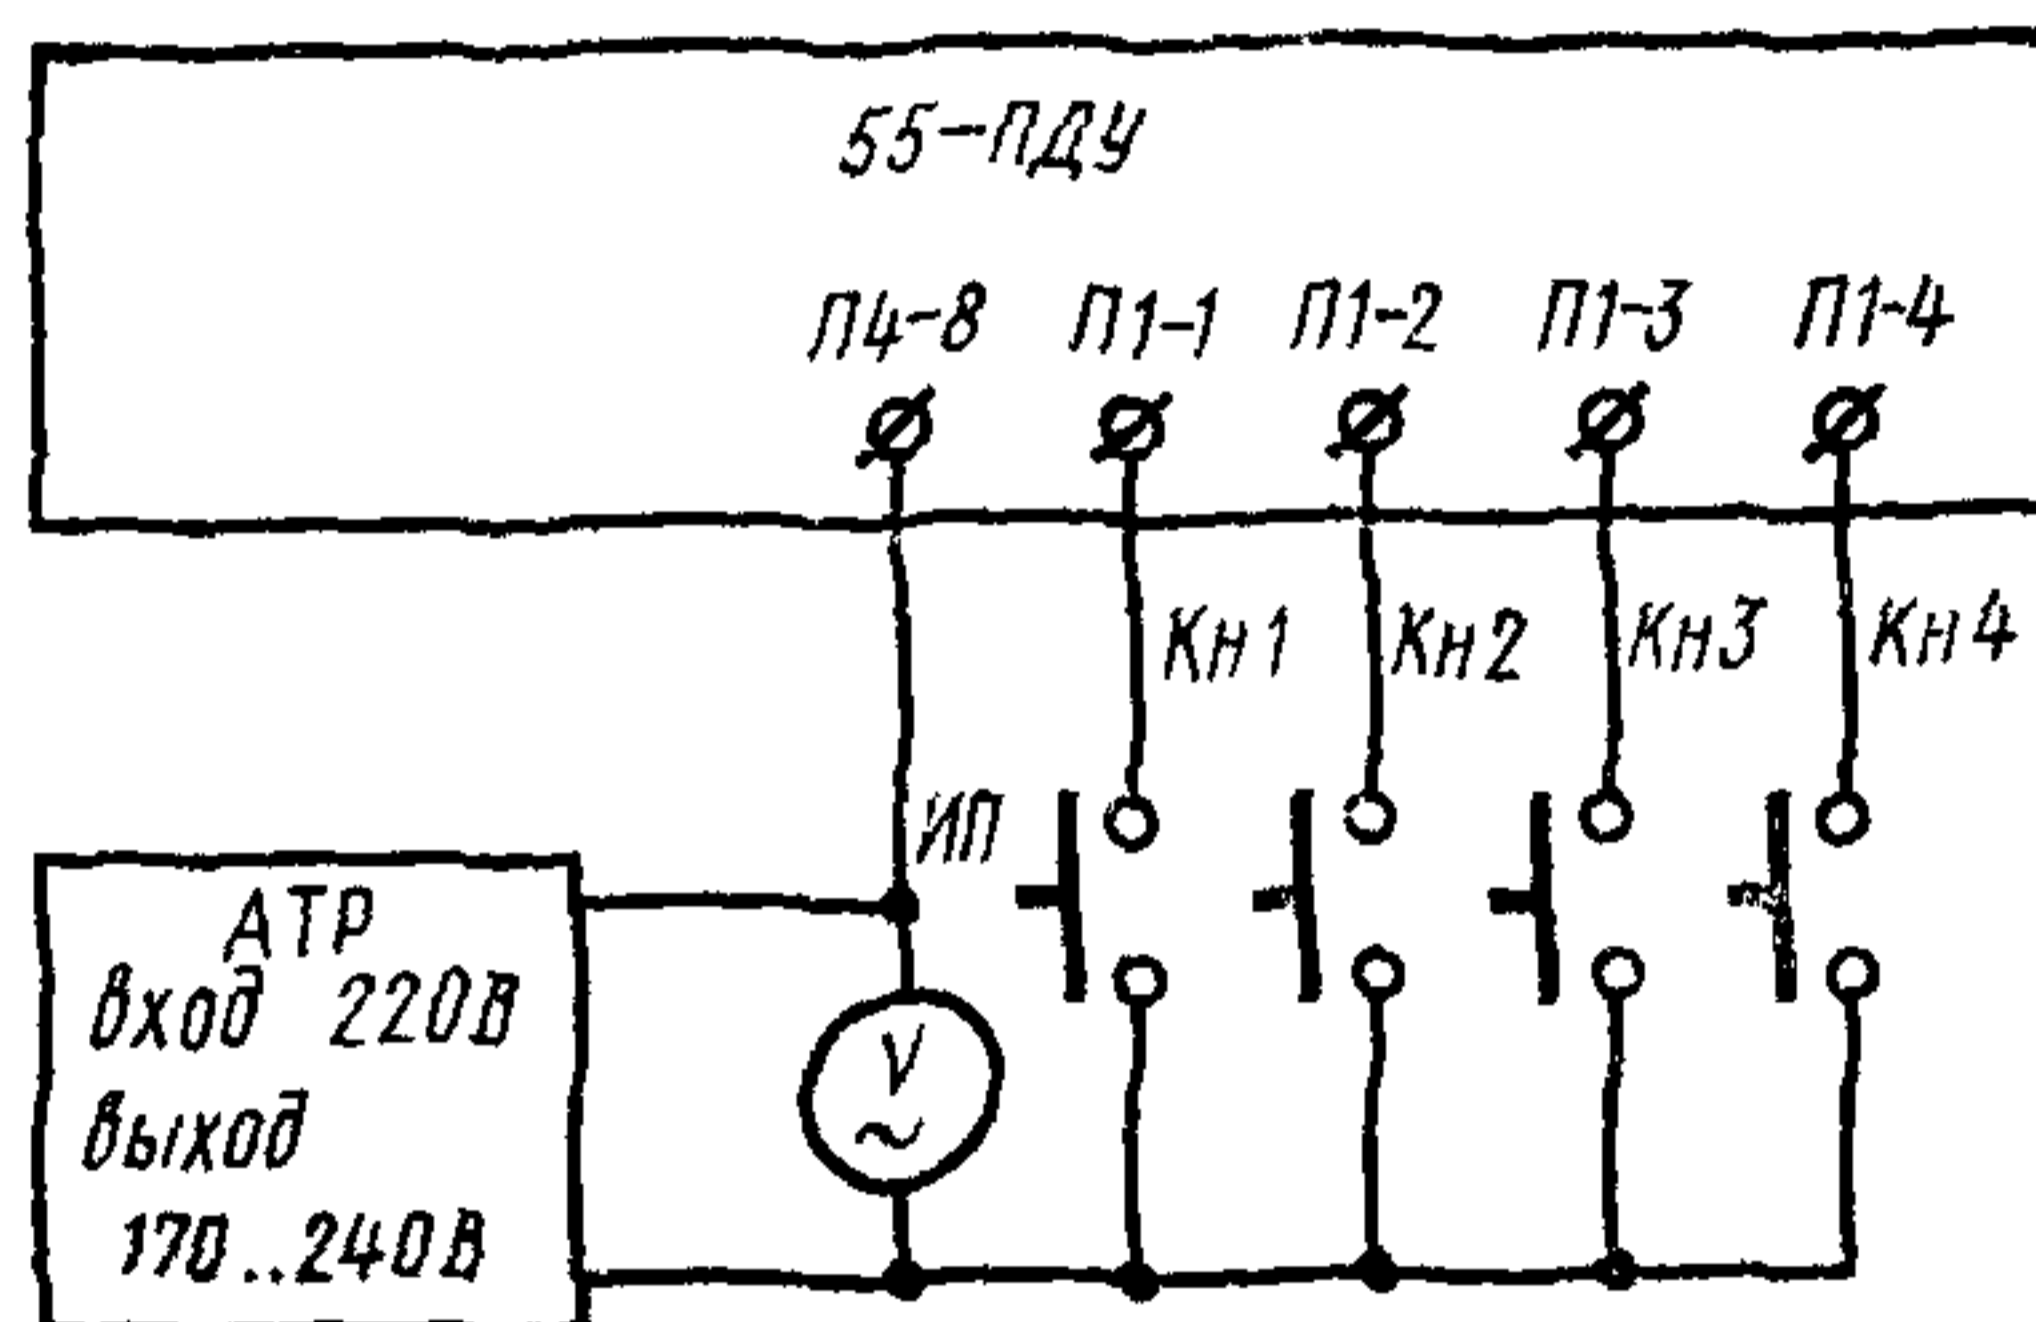 55-ПДУ
П4-8 П1-1 П1-2 П1-3 П1-4
Кн1 Кн2 Кн3 Кн4
ИП
АТР
вход 220В
V
~
выход
170..240В